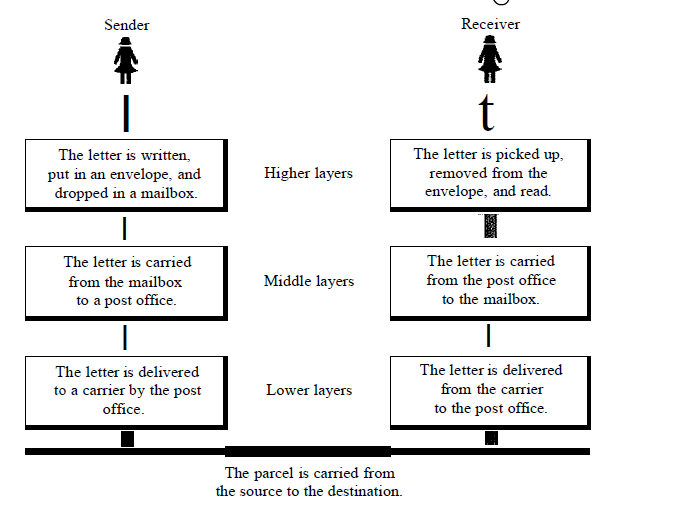 Sender
Receiver
t
The letter is written,
put in an envelope, and
dropped in a mailbox.
Higher layers
The letter is picked up,
removed from the
envelope, and read.
The letter is carried
from the mailbox
to a post office.
Middle layers
The letter is carried
from the post office
to the mailbox.
The letter is delivered
to a carrier by the post
office.
Lower layers
The letter is delivered
from the carrier
to the post office.
The parcel is carried from
the source to the destination.